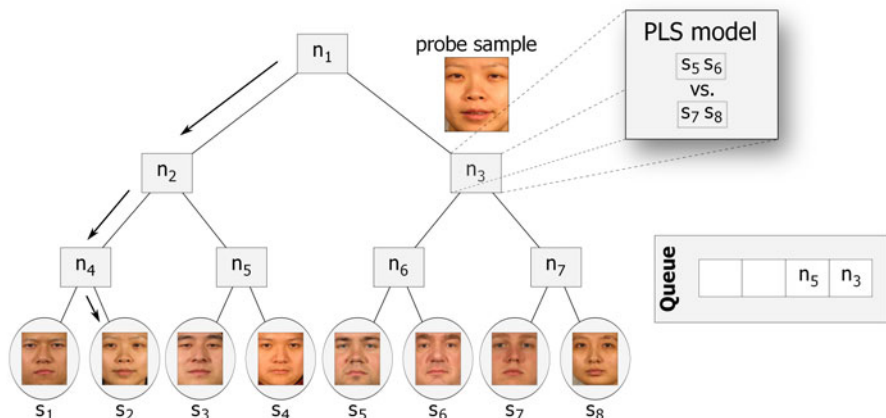 n1
probe sample
PLS model
s5 s6
vs.
s7 s8
n2
n3
n4
n5
n6
n7
Queue
n5
n3
s1
s2
s3
s4
s5
s6
s7
s8